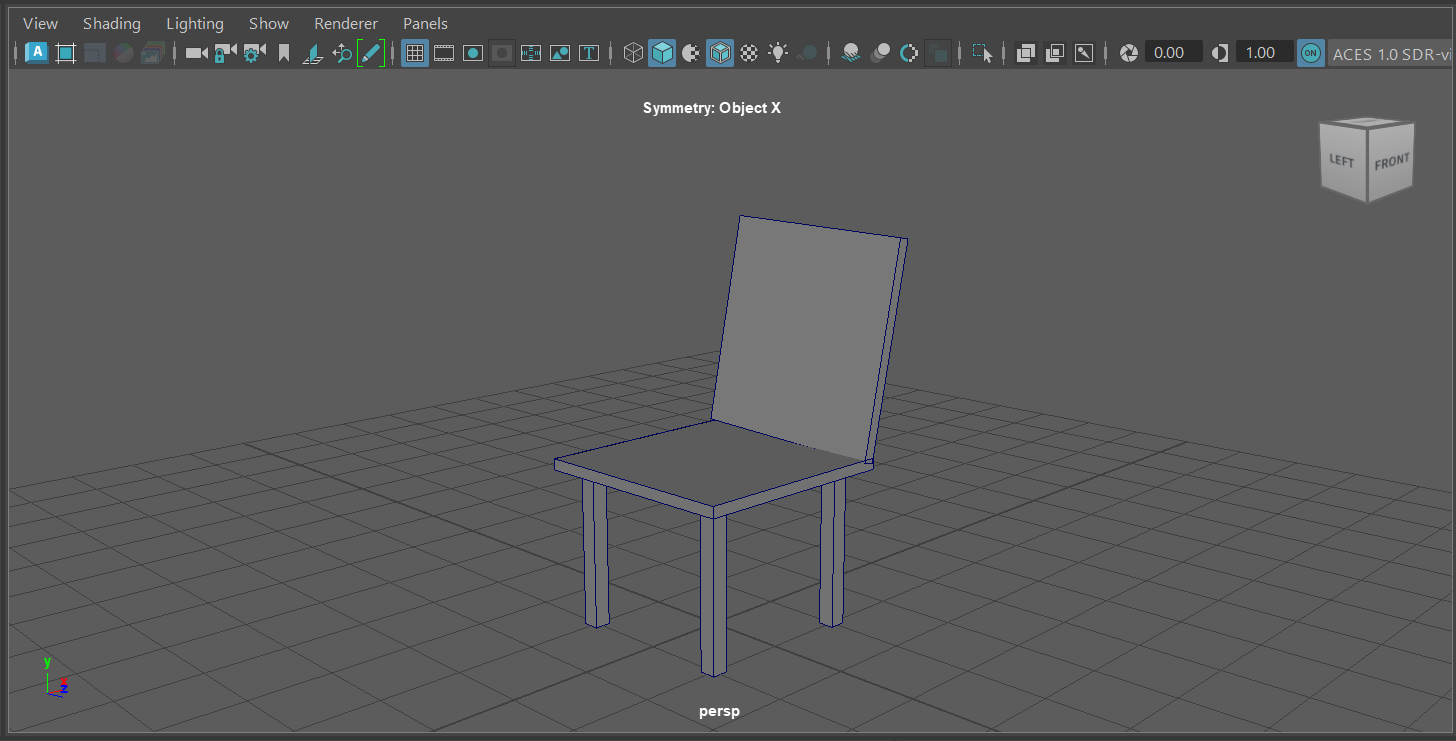 View Shading Lighting Show Renderer Panels
A T 0.00 1.00 ON ACES 1.0 SDR-vi
Symmetry: Object X
LEFT FRONT
y
x
z
persp